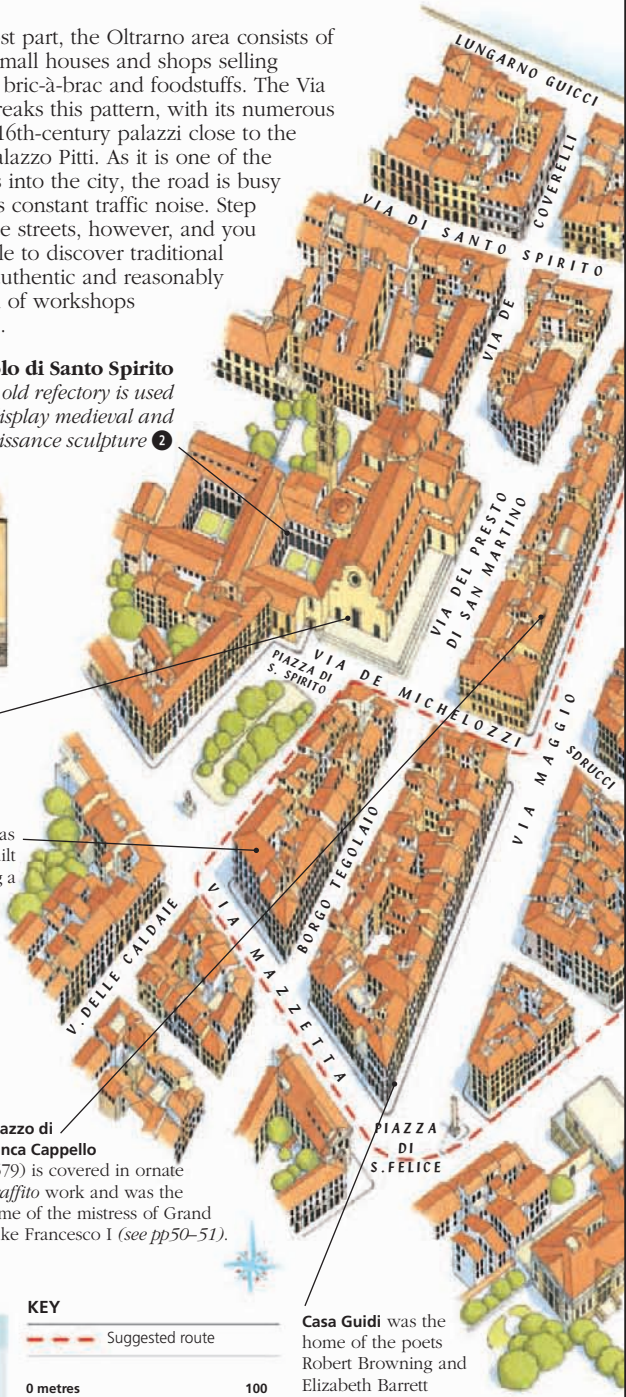 st part, the Oltrarno area consists of
mall houses and shops selling
bric-à-brac and foodstuffs. The Via
reaks this pattern, with its numerous
16th-century palazzi close to the
alazzo Pitti. As it is one of the
s into the city, the road is busy
s constant traffic noise. Step
e streets, however, and you
le to discover traditional
uthentic and reasonably
of workshops
.
LUNGARNO GUICCI
COVERELLI
VIA DI SANTO SPIRITO
VIA DE
lo di Santo Spirito
old refectory is used
isplay medieval and
issance sculpture 2
VIA DEL PRESTO
DI SAN MARTINO
PIAZZA DI
S. SPIRITO
VIA DE MICHELOZZI
VIA MAGGIO
SDRUCCI
as
ilt
g a
BORGO TEGOLAIO
VIA MAZZETTA
V. DELLE CALDAIE
PIAZZA
DI
S.FELICE
azzo di
nca Cappello
579) is covered in ornate
raffito work and was the
me of the mistress of Grand
ke Francesco I (see pp50–51).
KEY
Suggested route
0 metres 100
Casa Guidi was the
home of the poets
Robert Browning and
Elizabeth Barrett